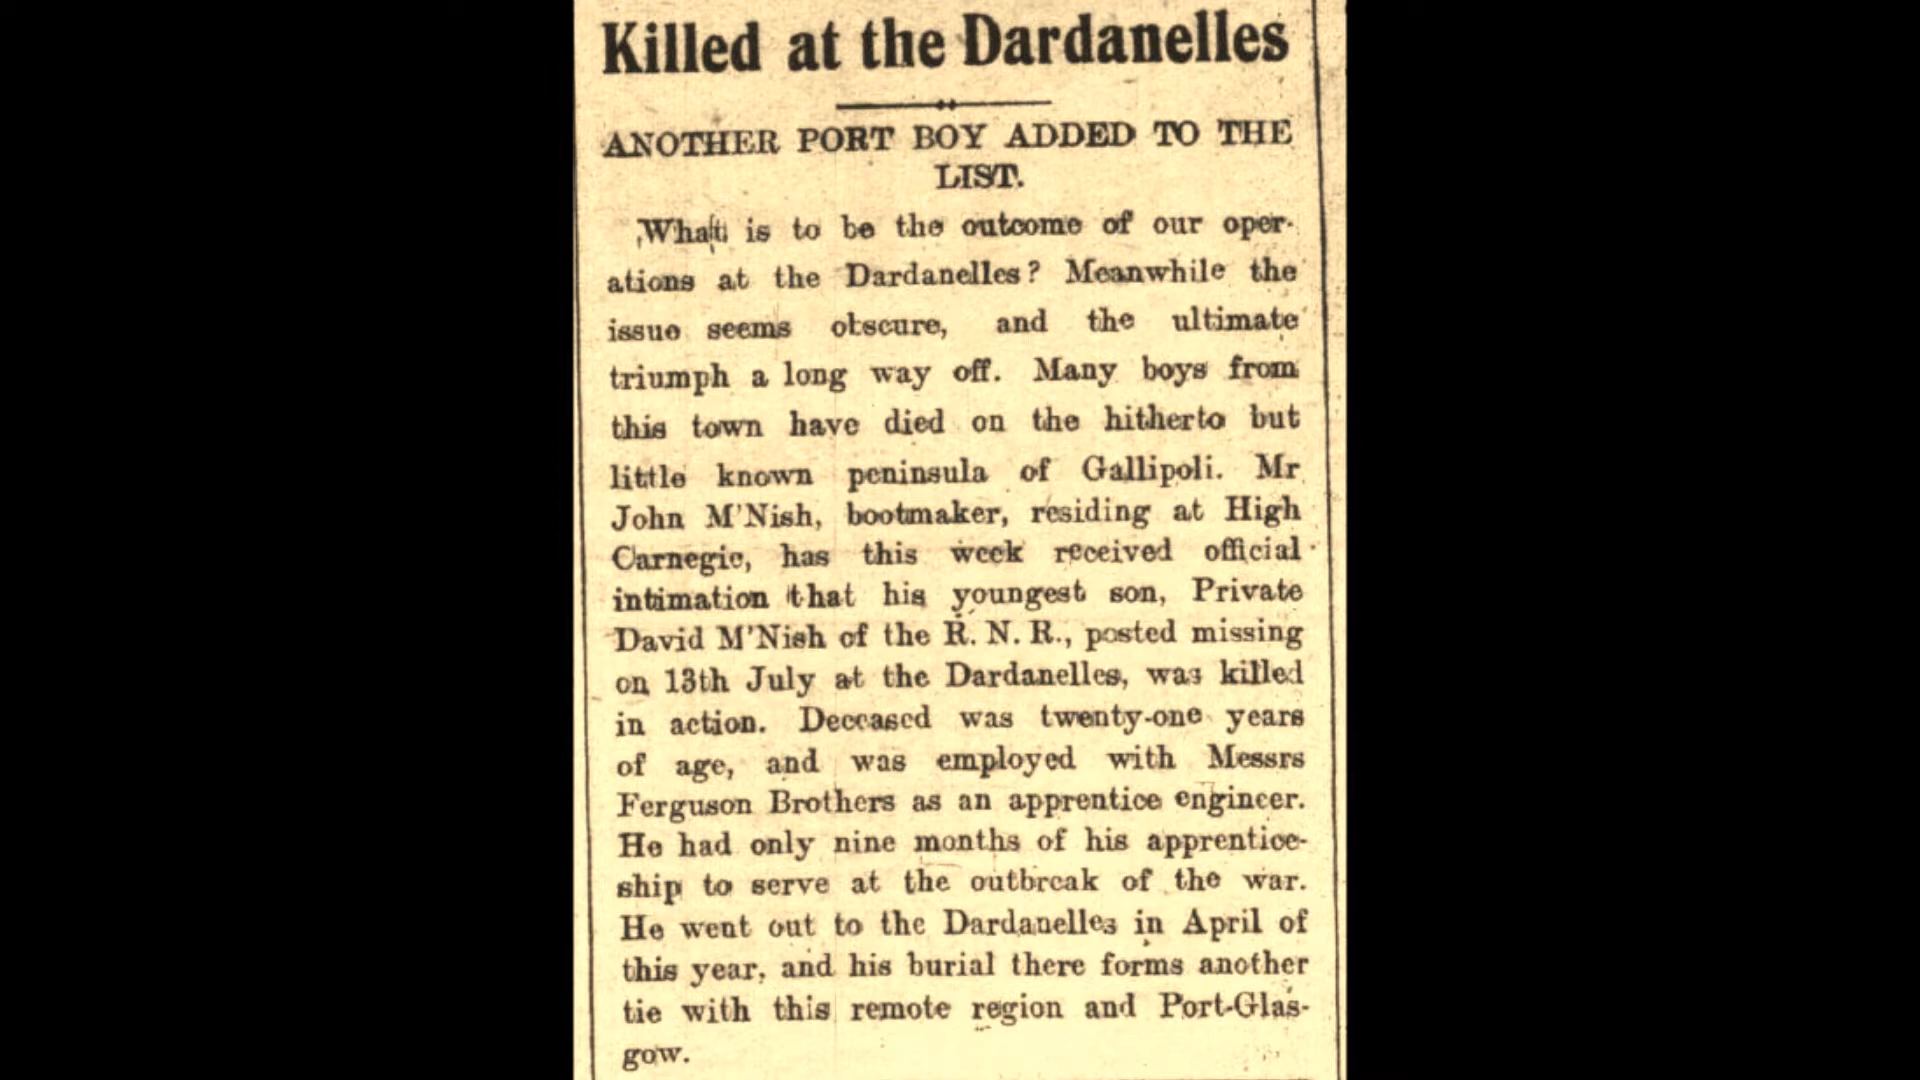 Killed at the Dardanelles
ANOTHER PORT BOY ADDED TO THE
LIST.
What is to be the outcome of our oper-
ations at the Dardanelles? Meanwhile the
issue seems obscure, and the ultimate
triumph a long way off. Many boys from
this town have died on the hitherto but
little known peninsula of Gallipoli. Mr
John M'Nish, bootmaker, residing at High
Carnegie, has this week received official
intimation that his youngest son, Private
David M'Nish of the R. N. R., posted missing
on 13th July at the Dardanelles, was killed
in action. Deceased was twenty-one years
of age, and was employed with Messrs
Ferguson Brothers as an apprentice engineer.
He had only nine months of his apprentice-
ship to serve at the outbreak of the war.
He went out to the Dardanelles in April of
this year, and his burial there forms another
tie with this remote region and Port-Glas-
gow.